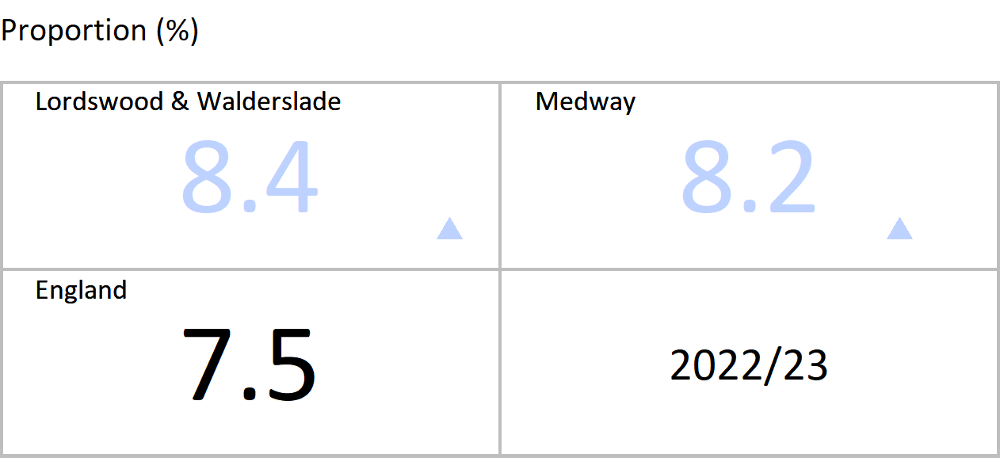 Proportion (%)
Lordswood & Walderslade
8.4
Medway
8.2
England
7.5
2022/23